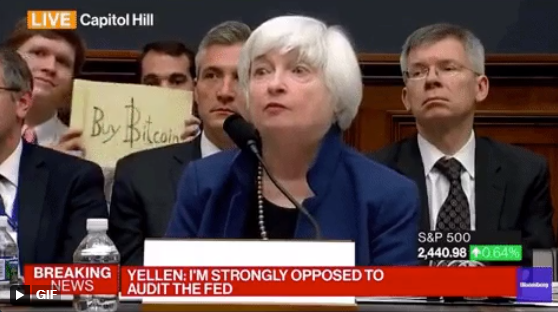 LIVE Capitol Hill
Buy Bitcoin
S&P 500
2,440.98 0.64%
BREAKING
NEWS
YELLEN: I'M STRONGLY OPPOSED TO
AUDIT THE FED
Bloomberg
GIF